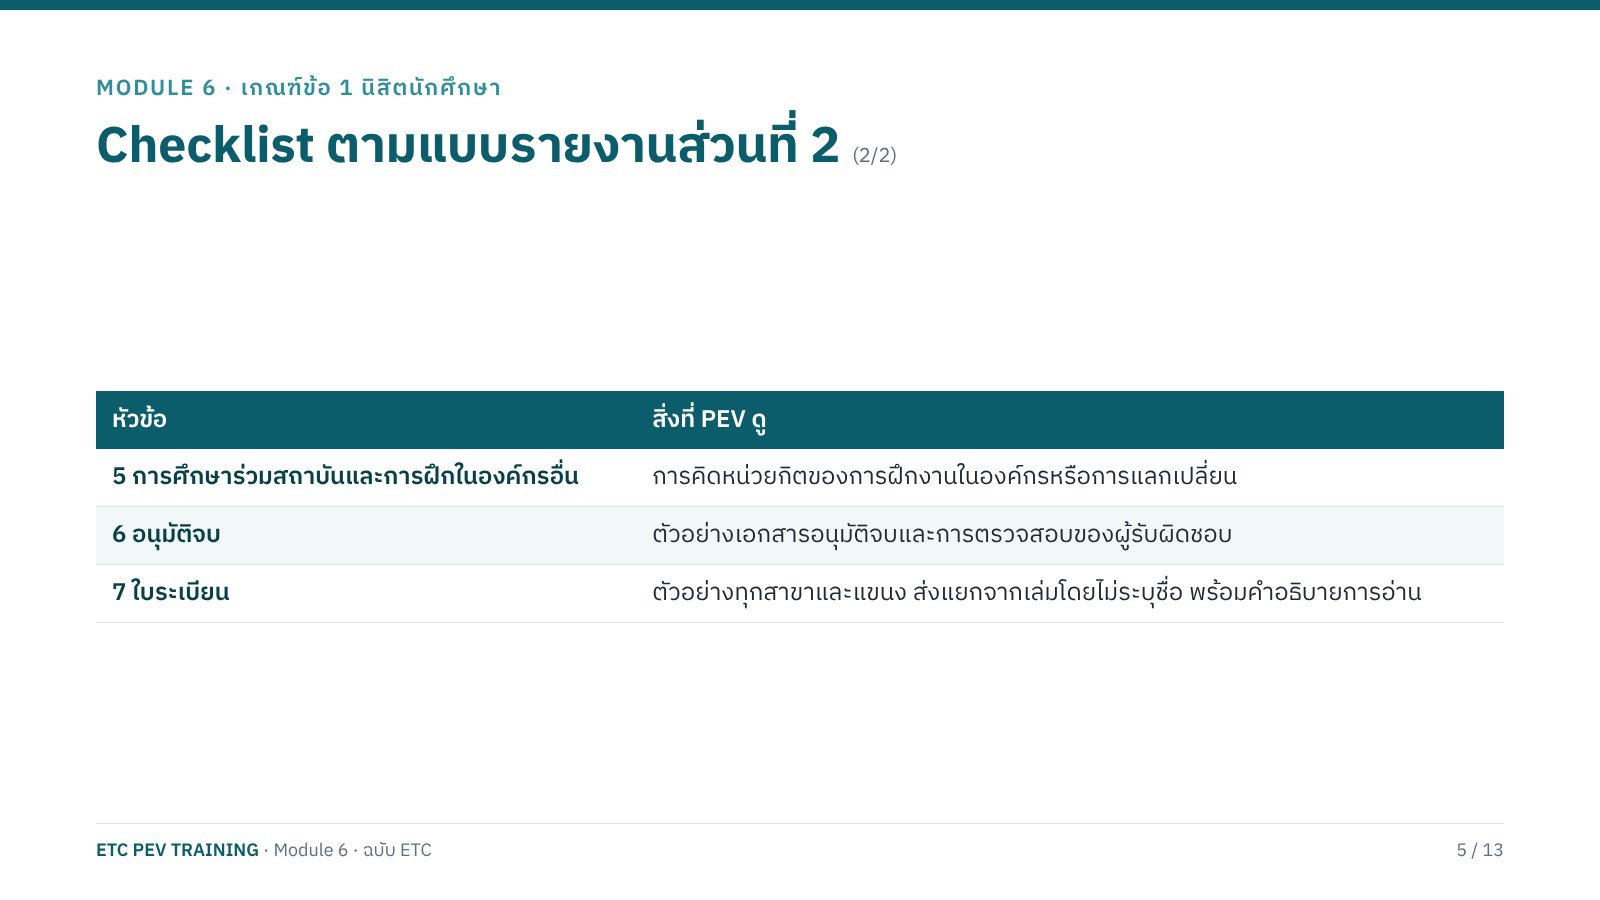 MODULE 6 · เกณฑ์ข้อ 1 นิสิตนักศึกษา
Checklist ตามแบบรายงานส่วนที่ 2 (2/2)
หัวข้อ สิ่งที่ PEV ดู
5 การศึกษาร่วมสถาบันและการฝึกในองค์กรอื่น การคิดหน่วยกิตของการฝึกงานในองค์กรหรือการแลกเปลี่ยน
6 อนุมัติจบ ตัวอย่างเอกสารอนุมัติจบและการตรวจสอบของผู้รับผิดชอบ
7 ใบระเบียน ตัวอย่างทุกสาขาและแขนง ส่งแยกจากเล่มโดยไม่ระบุชื่อ พร้อมคำอธิบายการอ่าน
ETC PEV TRAINING · Module 6 · ฉบับ ETC 5 / 13